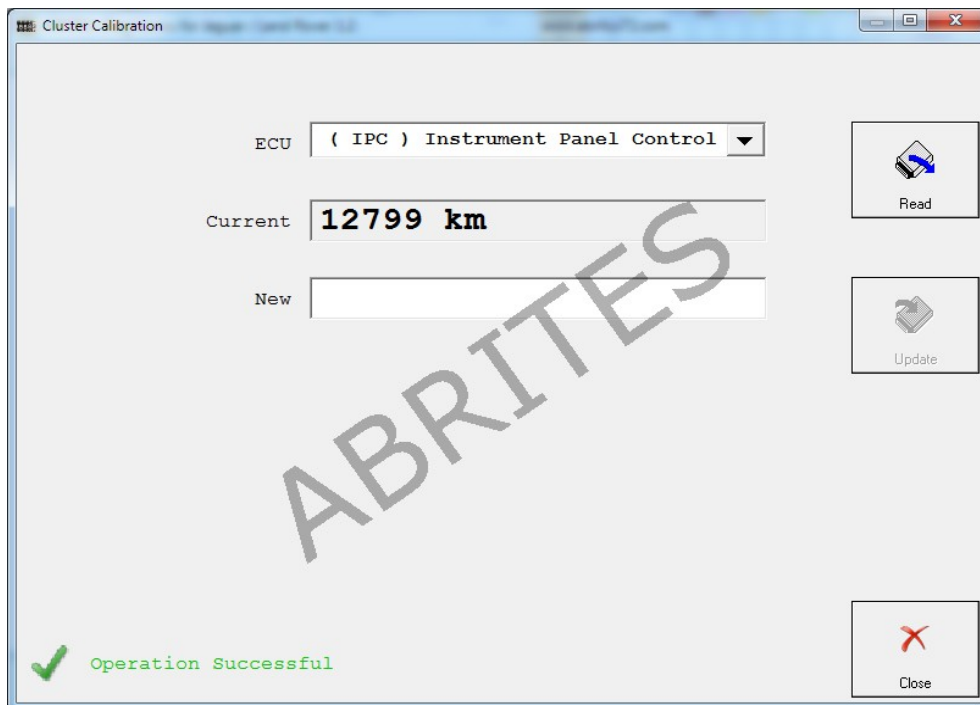 Cluster Calibration
ECU ( IPC ) Instrument Panel Control
Read
Current 12799 km
New
Update
ABRITES
Operation Successful
Close